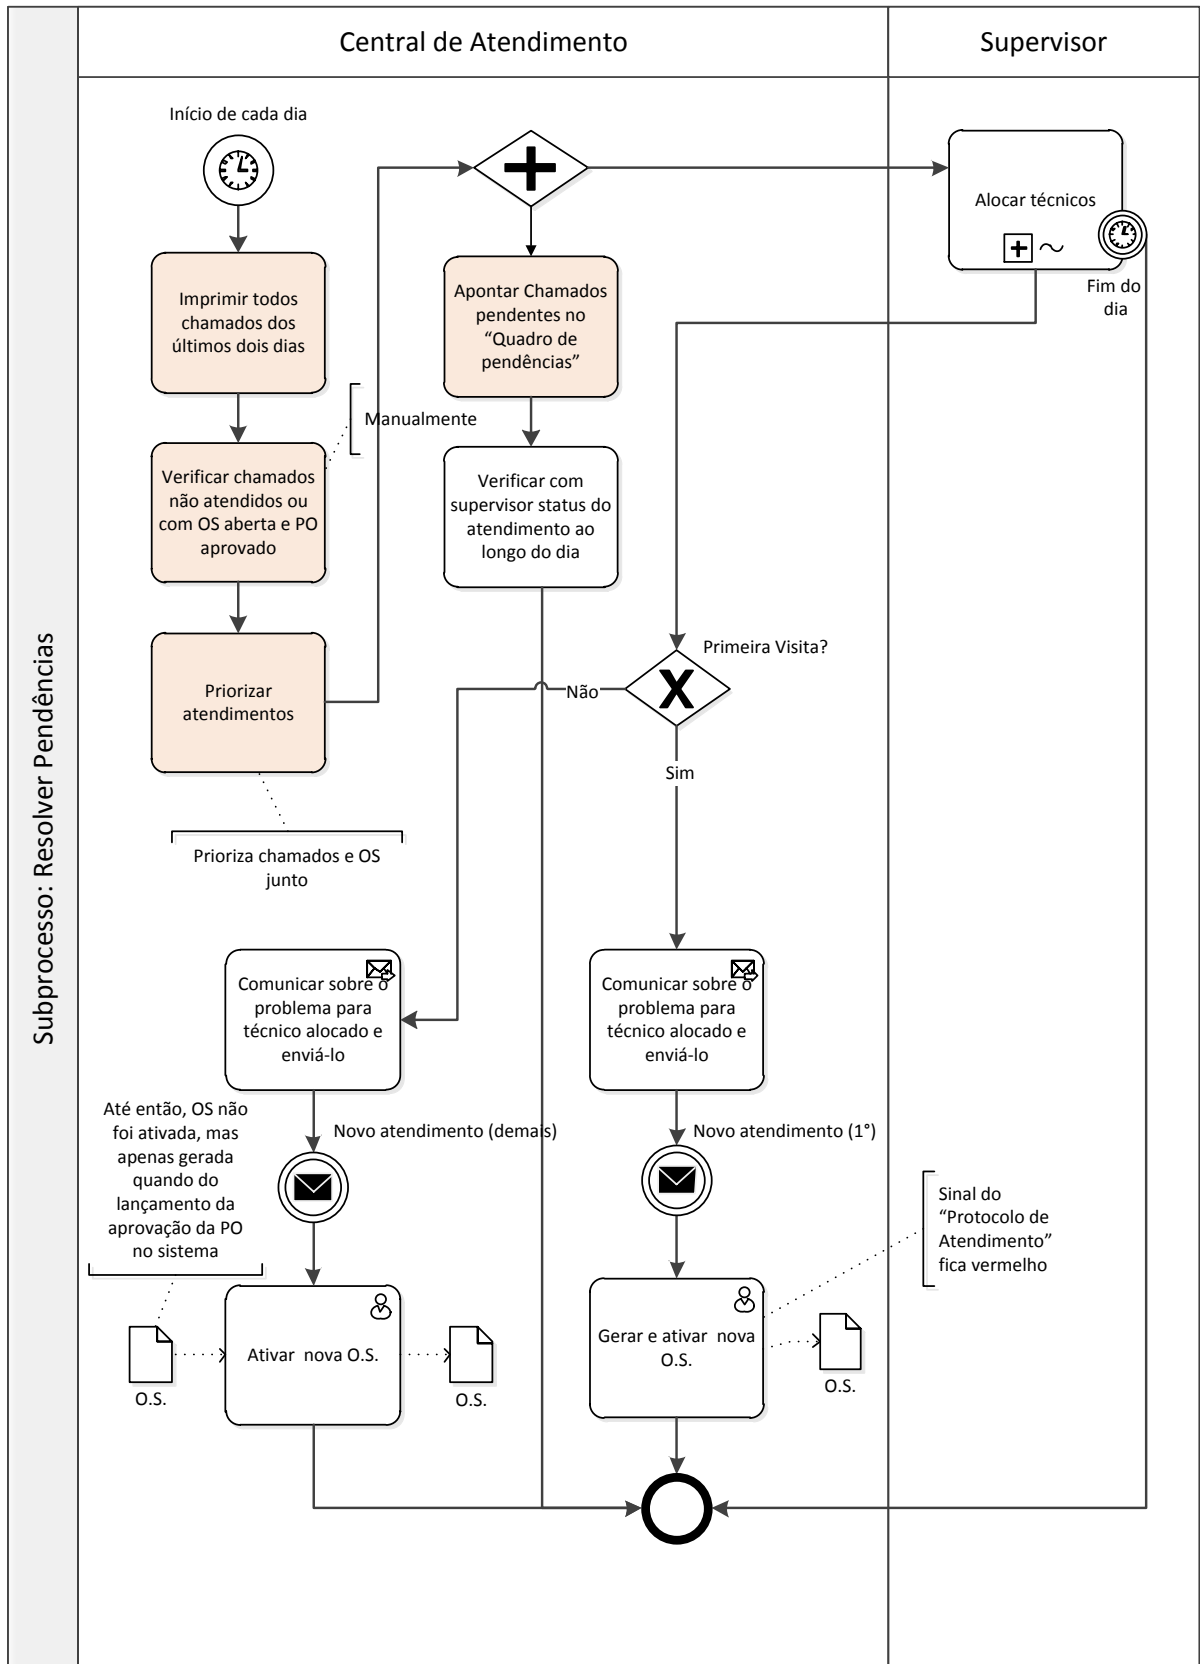 Central de Atendimento
Supervisor
Subprocesso: Resolver Pendências
Início de cada dia
Imprimir todos
chamados dos
últimos dois dias
Manualmente
Verificar chamados
não atendidos ou
com OS aberta e PO
aprovado
Priorizar
atendimentos
Prioriza chamados e OS
junto
Apontar Chamados
pendentes no
“Quadro de
pendências”
Verificar com
supervisor status do
atendimento ao
longo do dia
Alocar técnicos
Fim do
dia
Primeira Visita?
Não
Sim
Comunicar sobre o
problema para
técnico alocado e
enviá-lo
Comunicar sobre o
problema para
técnico alocado e
enviá-lo
Até então, OS não
foi ativada, mas
apenas gerada
quando do
lançamento da
aprovação da PO
no sistema
Novo atendimento (demais)
Novo atendimento (1°)
Sinal do
“Protocolo de
Atendimento”
fica vermelho
O.S.
Ativar nova O.S.
O.S.
Gerar e ativar nova
O.S.
O.S.